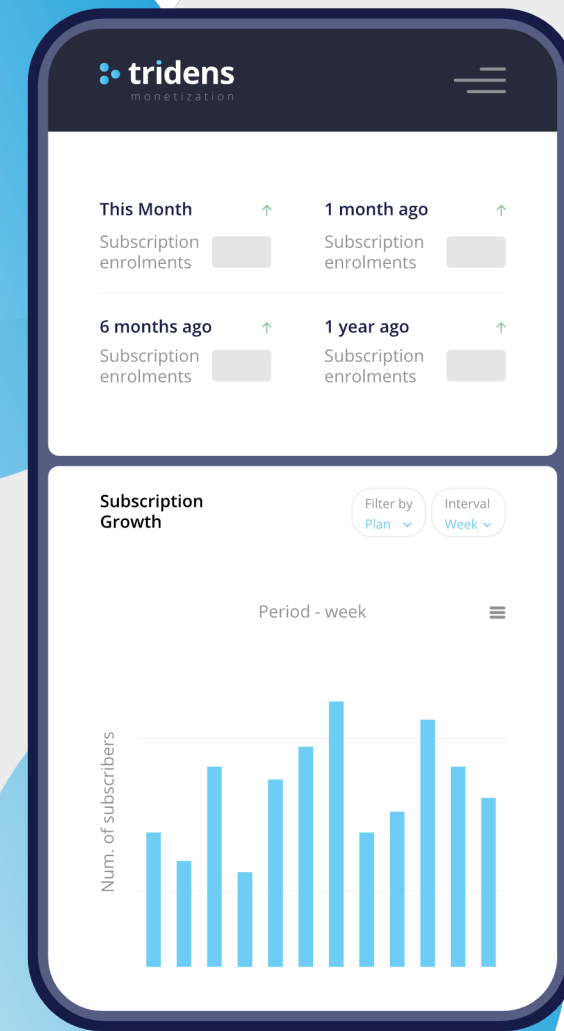 tridens
monetization
This Month
1 month ago
Subscription
enrolments
Subscription
enrolments
6 months ago
1 year ago
Subscription
enrolments
Subscription
enrolments
Subscription
Growth
Filter by
Plan
Interval
Week
Period - week
Num. of subscribers